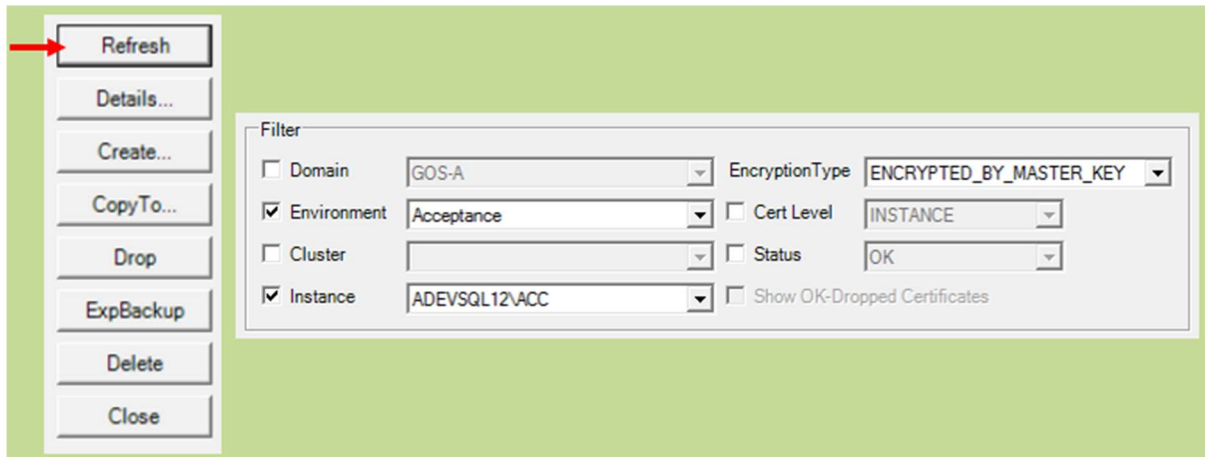 Refresh
Details...
Create...
CopyTo...
Drop
ExpBackup
Delete
Close
Filter
Domain GOS-A EncryptionType ENCRYPTED_BY_MASTER_KEY
Environment Acceptance Cert Level INSTANCE
Cluster Status OK
Instance ADEVSQL12\ACC Show OK-Dropped Certificates